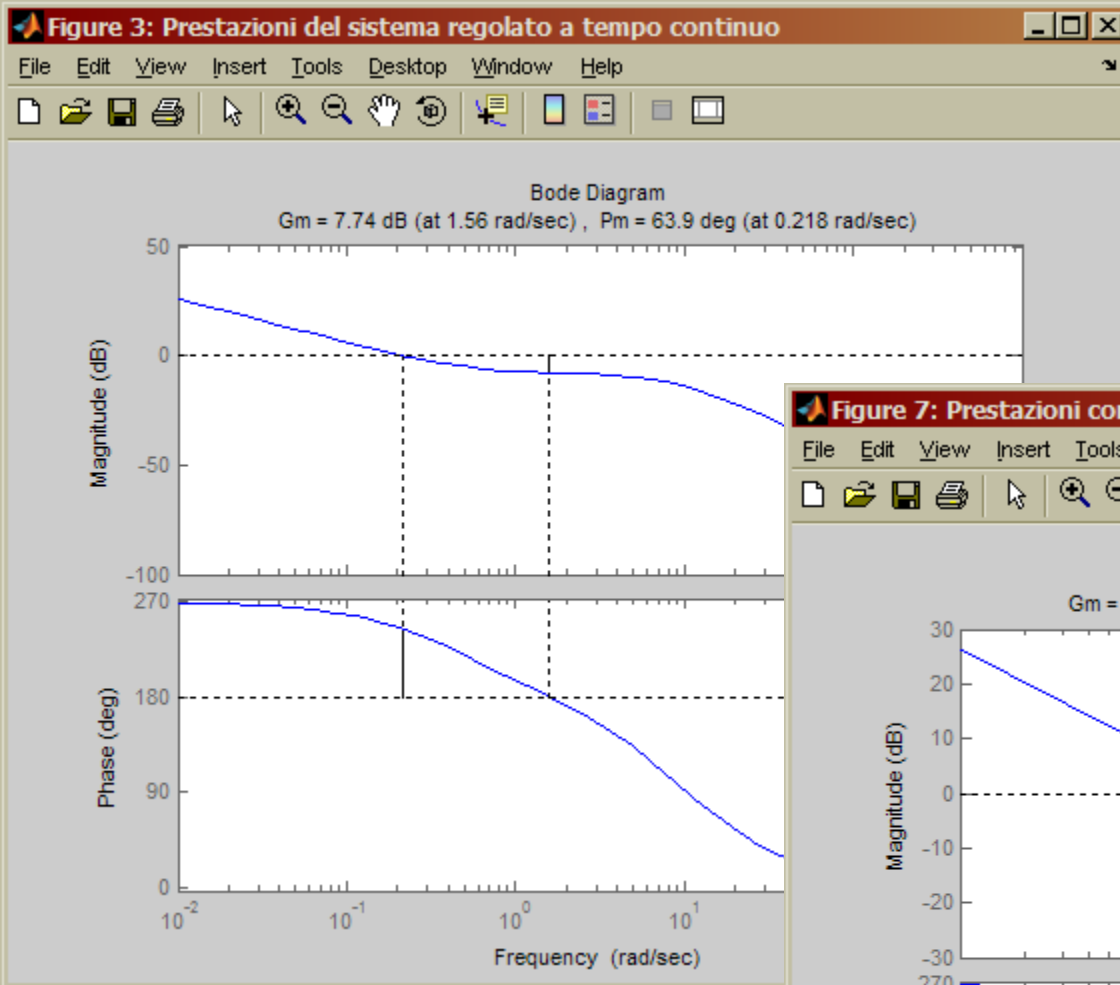 Figure 3: Prestazioni del sistema regolato a tempo continuo
File Edit View Insert Tools Desktop Window Help
Bode Diagram
Gm = 7.74 dB (at 1.56 rad/sec) , Pm = 63.9 deg (at 0.218 rad/sec)
50
0
-50
-100
Magnitude (dB)
270
180
90
0
Phase (deg)
10^-2 10^-1 10^0 10^1
Frequency (rad/sec)
Figure 7: Prestazioni
File Edit View Insert Tools
Gm =
30
20
10
0
-10
-20
-30
Magnitude (dB)
270